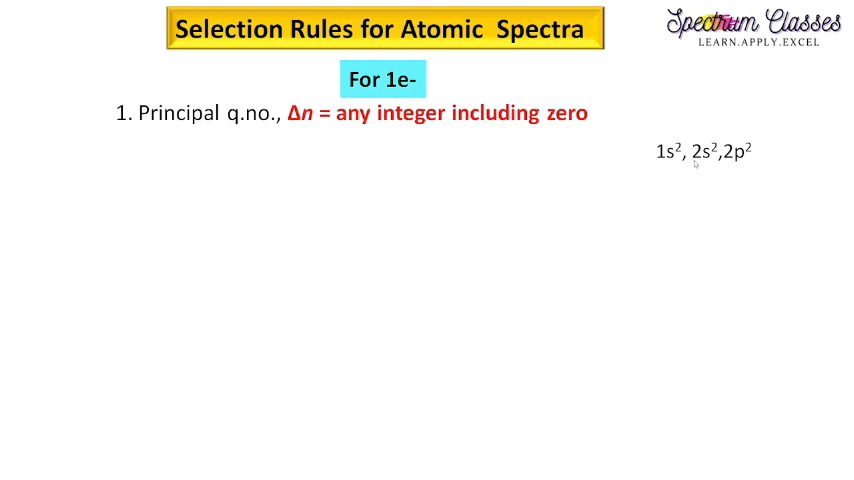 Selection Rules for Atomic Spectra
Spectrum Classes
LEARN.APPLY.EXCEL
For 1e-
1. Principal q.no., Δn = any integer including zero
1s², 2s²,2p²